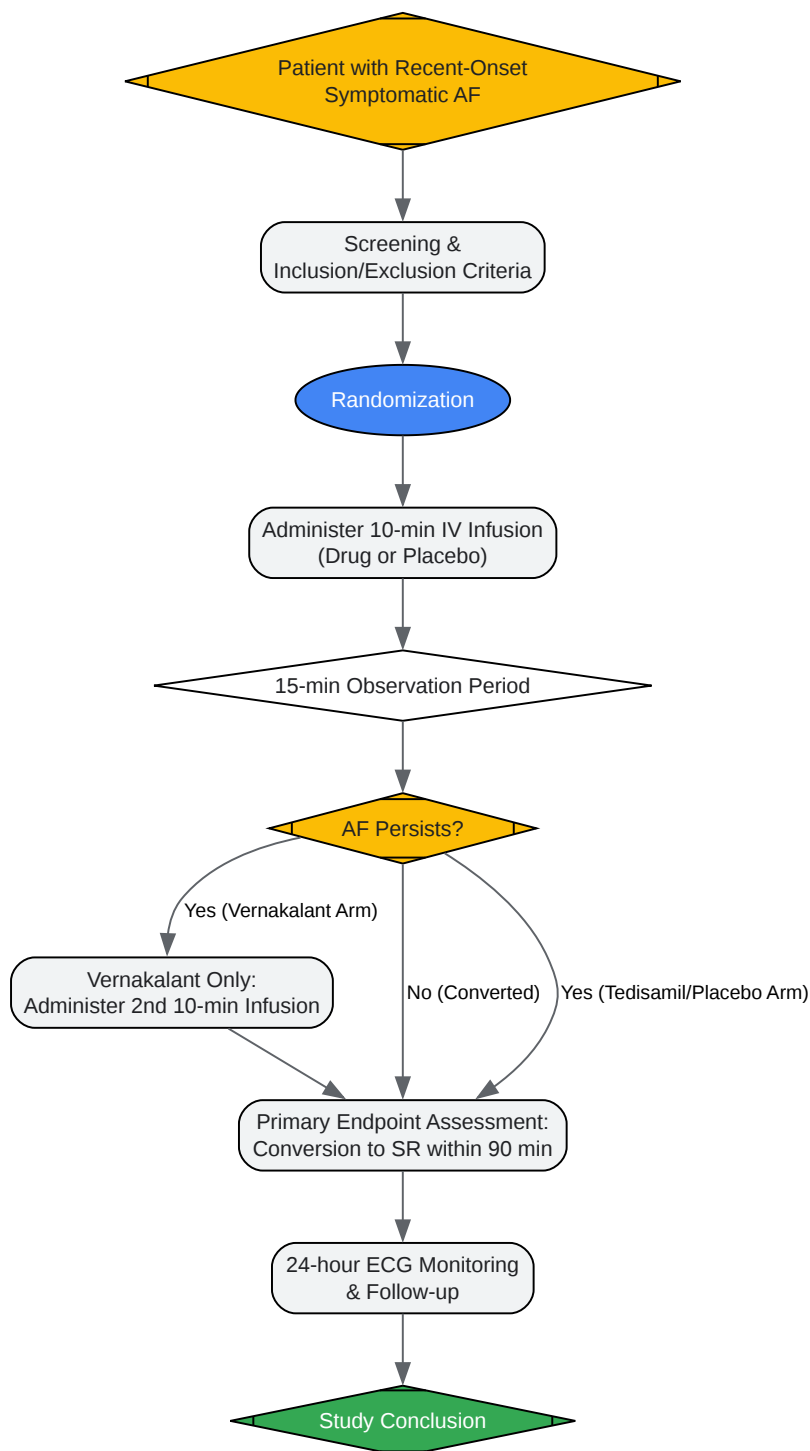 Patient with Recent-Onset
Symptomatic AF
Screening &
Inclusion/Exclusion Criteria
Randomization
Administer 10-min IV Infusion
(Drug or Placebo)
15-min Observation Period
AF Persists?
Yes (Vernakalant Arm)
Vernakalant Only:
Administer 2nd 10-min Infusion
No (Converted)
Yes (Tedisamil/Placebo Arm)
Primary Endpoint Assessment:
Conversion to SR within 90 min
24-hour ECG Monitoring
& Follow-up
Study Conclusion